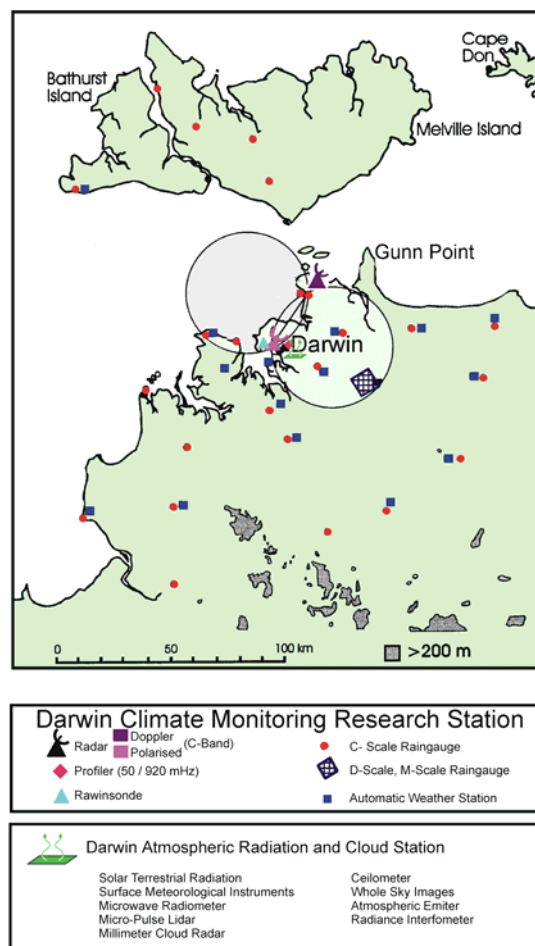 Cape
Don
Bathurst
Island
Melville Island
Gunn Point
Darwin
0 50 100 km
>200 m
Darwin Climate Monitoring Research Station
Radar
Doppler
Polarised
(C-Band)
Profiler (50 / 920 mHz)
Rawinsonde
C- Scale Raingauge
D-Scale, M-Scale Raingauge
Automatic Weather Station
Darwin Atmospheric Radiation and Cloud Station
Solar Terrestrial Radiation
Surface Meteorological Instruments
Microwave Radiometer
Micro-Pulse Lidar
Millimeter Cloud Radar
Ceilometer
Whole Sky Images
Atmospheric Emiter
Radiance Interfometer